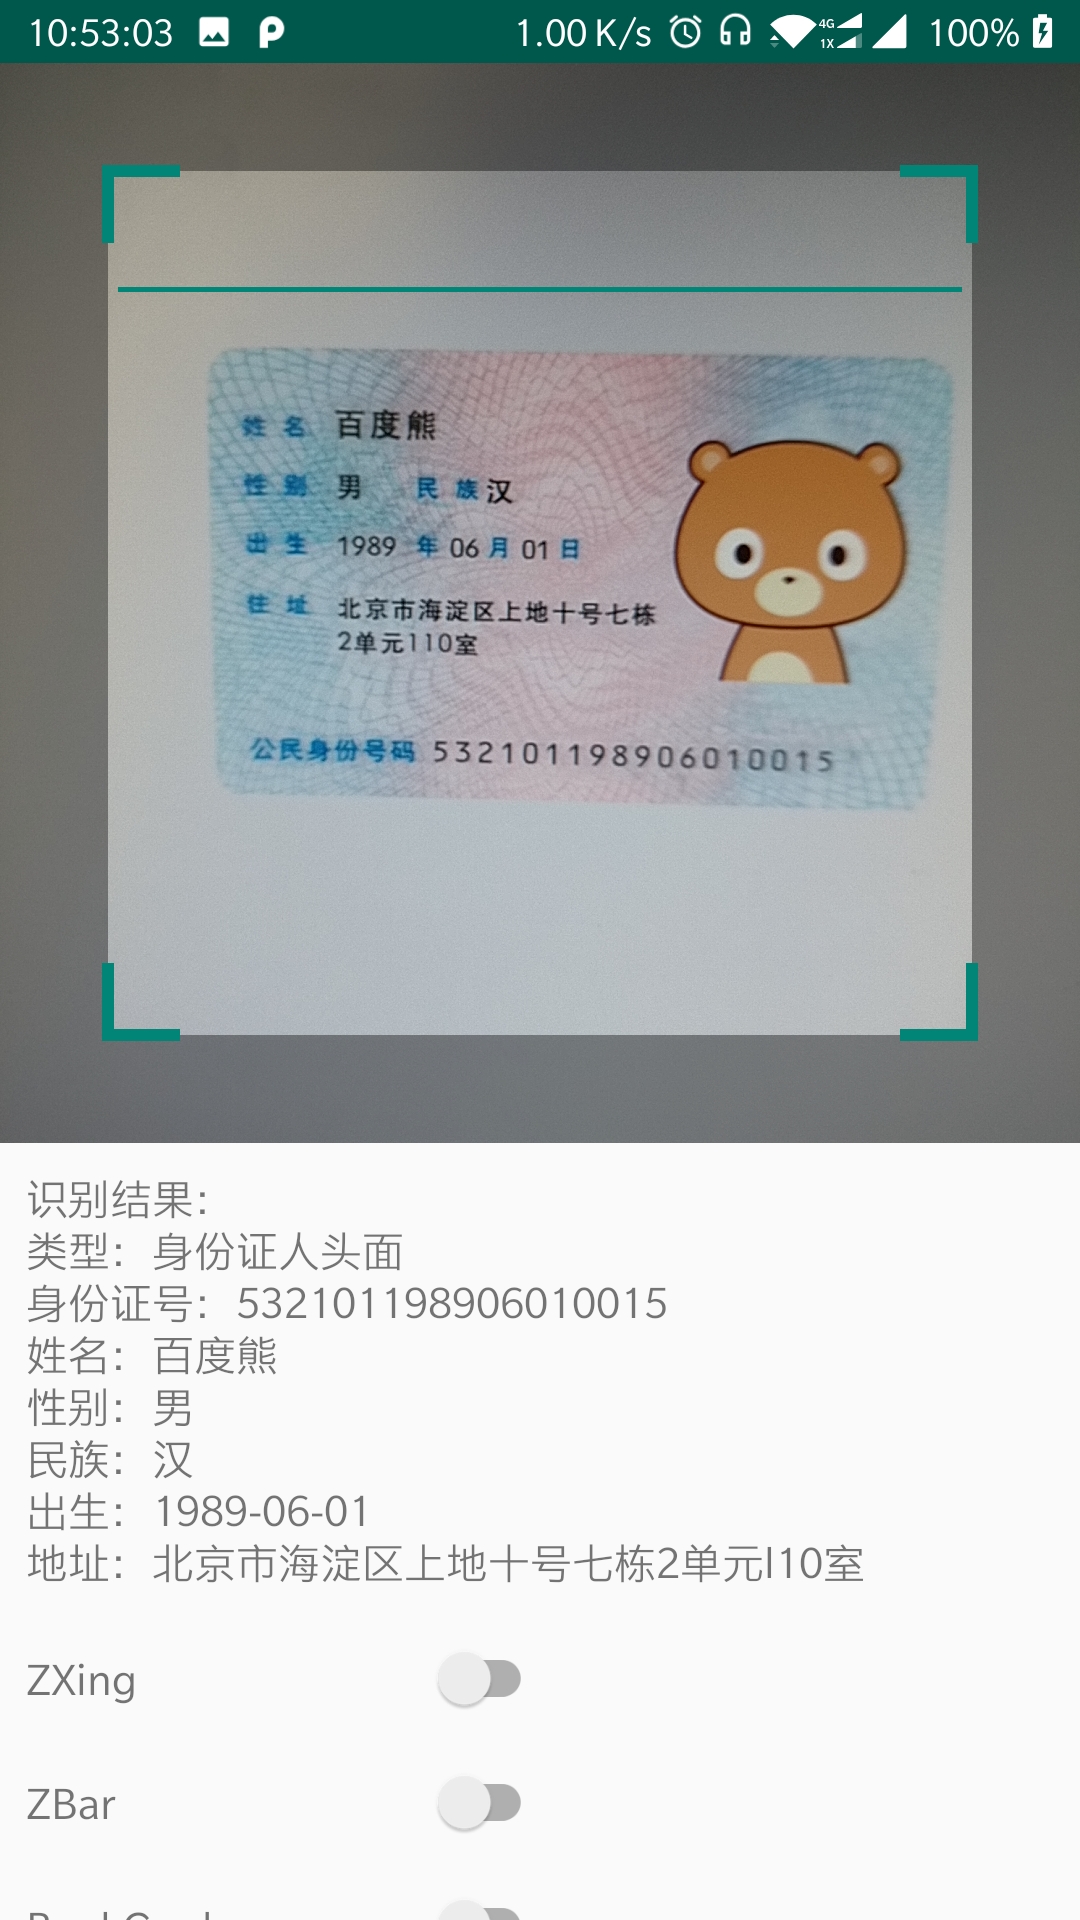 10:53:03 1.00 K/s 4G 1X 100%
姓名 百度熊
性别 男 民族 汉
出生 1989 年 06 月 01 日
住址 北京市海淀区上地十号七栋
2单元110室
公民身份号码 532101198906010015
识别结果：
类型：身份证人头面
身份证号：532101198906010015
姓名：百度熊
性别：男
民族：汉
出生：1989-06-01
地址：北京市海淀区上地十号七栋2单元l10室
ZXing
ZBar